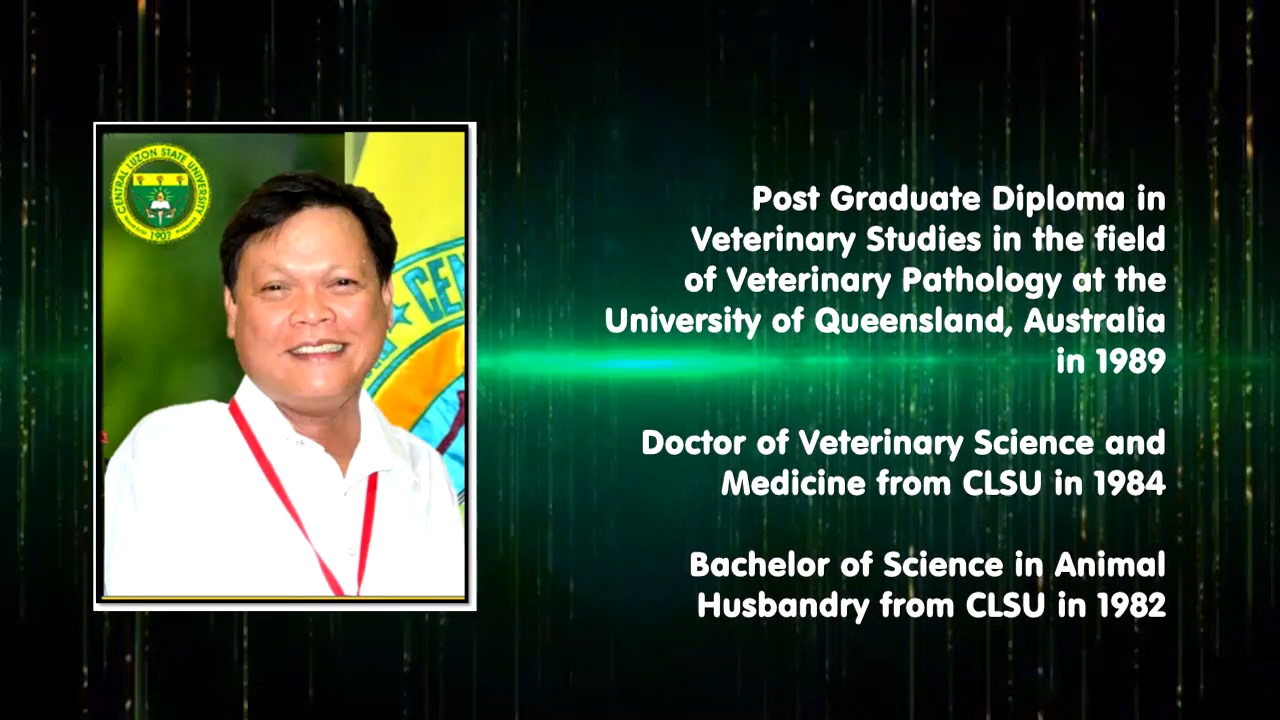 CENTRAL LUZON STATE UNIVERSITY
1907
CEN
Post Graduate Diploma in
Veterinary Studies in the field
of Veterinary Pathology at the
University of Queensland, Australia
in 1989
Doctor of Veterinary Science and
Medicine from CLSU in 1984
Bachelor of Science in Animal
Husbandry from CLSU in 1982